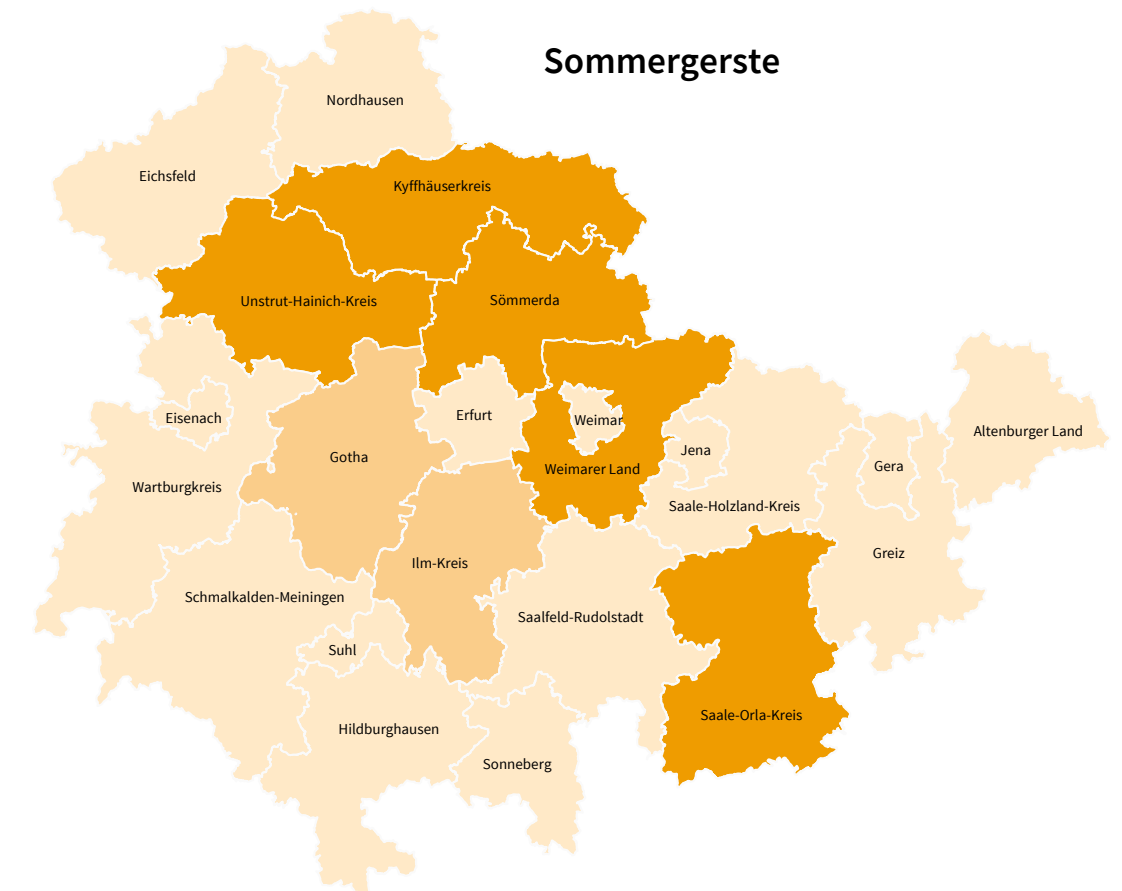 Sommergerste
Nordhausen
Eichsfeld
Kyffhäuserkreis
Unstrut-Hainich-Kreis
Sömmerda
Eisenach
Erfurt
Weimar
Altenburger Land
Gotha
Jena
Weimarer Land
Gera
Wartburgkreis
Saale-Holzland-Kreis
Greiz
Ilm-Kreis
Schmalkalden-Meiningen
Saalfeld-Rudolstadt
Suhl
Saale-Orla-Kreis
Hildburghausen
Sonneberg